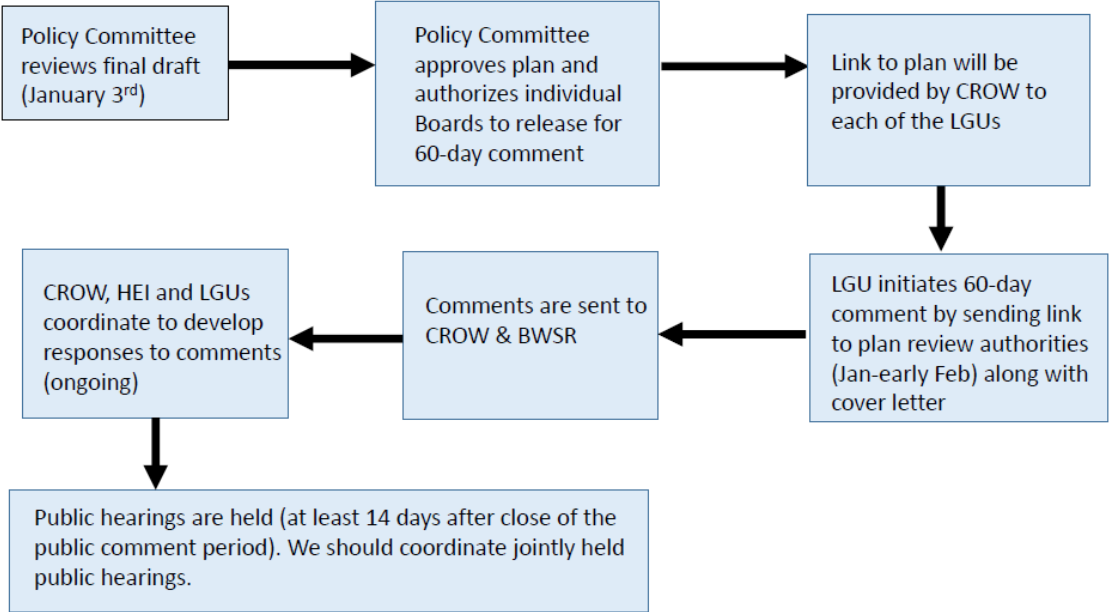 Policy Committee
reviews final draft
(January 3rd)
Policy Committee
approves plan and
authorizes individual
Boards to release for
60-day comment
Link to plan will be
provided by CROW to
each of the LGUs
LGU initiates 60-day
comment by sending link
to plan review authorities
(Jan-early Feb) along with
cover letter
Comments are sent to
CROW & BWSR
CROW, HEI and LGUs
coordinate to develop
responses to comments
(ongoing)
Public hearings are held (at least 14 days after close of the
public comment period). We should coordinate jointly held
public hearings.